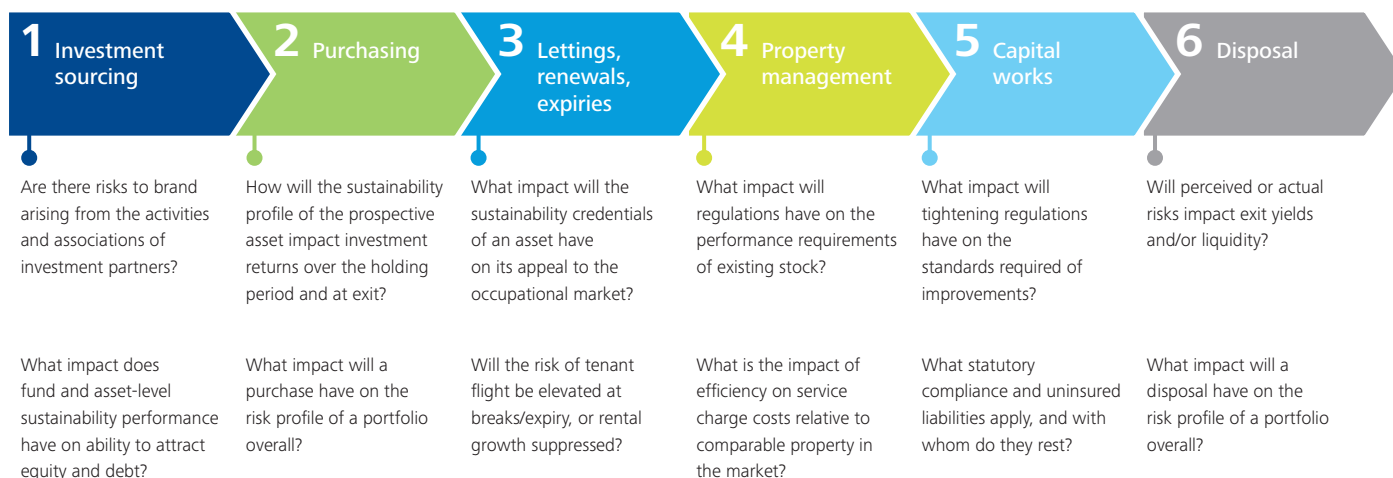 1 Investment
sourcing
2 Purchasing
3 Lettings,
renewals,
expiries
4 Property
management
5 Capital
works
6 Disposal
Are there risks to brand
arising from the activities
and associations of
investment partners?
How will the sustainability
profile of the prospective
asset impact investment
returns over the holding
period and at exit?
What impact will the
sustainability credentials
of an asset have
on its appeal to the
occupational market?
What impact will
regulations have on the
performance requirements
of existing stock?
What impact will
tightening regulations
have on the
standards required of
improvements?
Will perceived or actual
risks impact exit yields
and/or liquidity?
What impact does
fund and asset-level
sustainability performance
have on ability to attract
equity and debt?
What impact will a
purchase have on the
risk profile of a portfolio
overall?
Will the risk of tenant
flight be elevated at
breaks/expiry, or rental
growth suppressed?
What is the impact of
efficiency on service
charge costs relative to
comparable property in
the market?
What statutory
compliance and uninsured
liabilities apply, and with
whom do they rest?
What impact will a
disposal have on the
risk profile of a portfolio
overall?